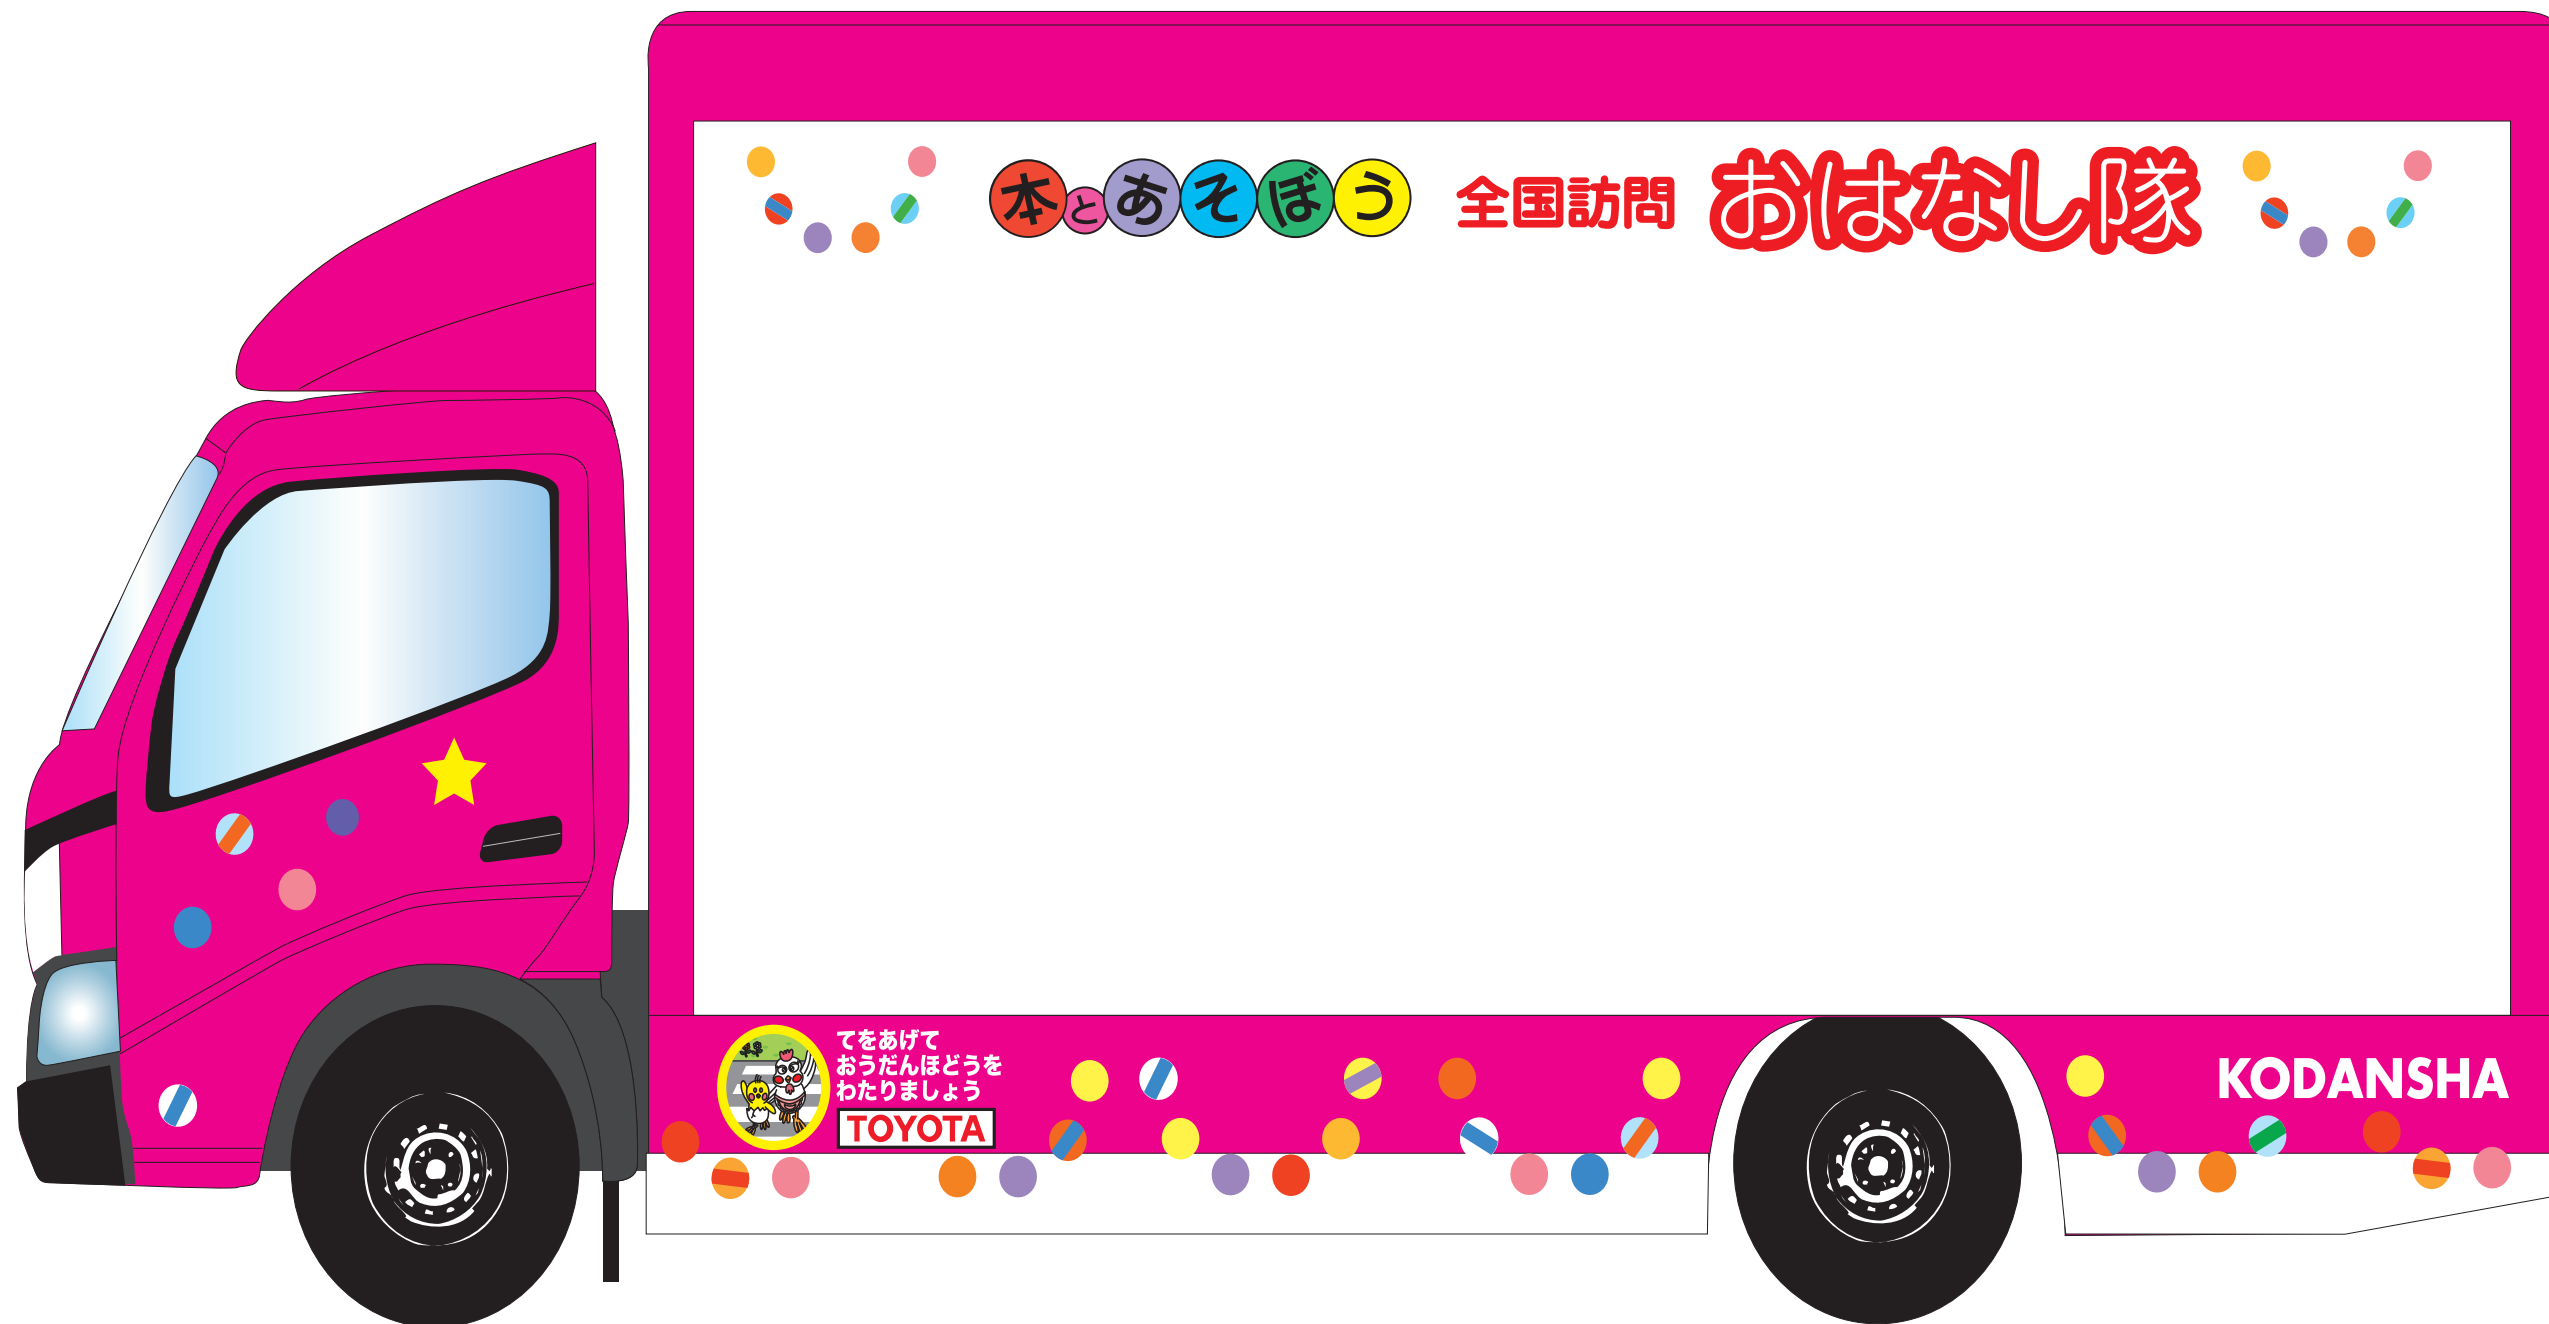 本とあそぼう 全国訪問 おはなし隊
てをあげて
おうだんほどうを
わたりましょう
TOYOTA
KODANSHA